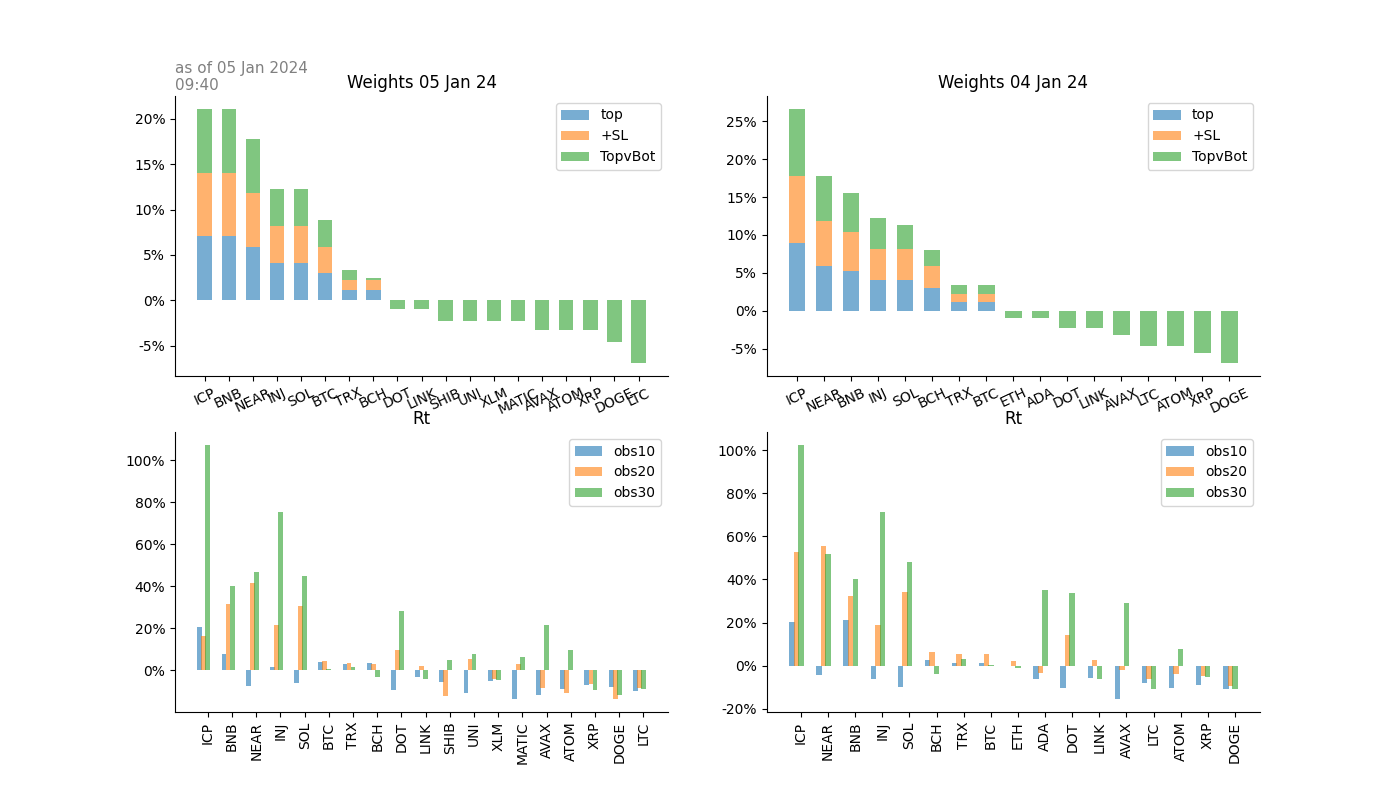 as of 05 Jan 2024
09:40
Weights 05 Jan 24
20%
15%
10%
5%
0%
-5%
top
+SL
TopvBot
ICP BNB NEAR INJ SOL BTC TRX BCH DOT LINK SHIB UNI XLM MATIC AVAX ATOM XRP DOGE LTC
Weights 04 Jan 24
25%
20%
15%
10%
5%
0%
-5%
top
+SL
TopvBot
ICP NEAR BNB INJ SOL BCH TRX BTC ETH ADA DOT LINK AVAX LTC ATOM XRP DOGE
Rt
100%
80%
60%
40%
20%
0%
obs10
obs20
obs30
ICP BNB NEAR INJ SOL BTC TRX BCH DOT LINK SHIB UNI XLM MATIC AVAX ATOM XRP DOGE LTC
Rt
100%
80%
60%
40%
20%
0%
-20%
obs10
obs20
obs30
ICP NEAR BNB INJ SOL BCH TRX BTC ETH ADA DOT LINK AVAX LTC ATOM XRP DOGE